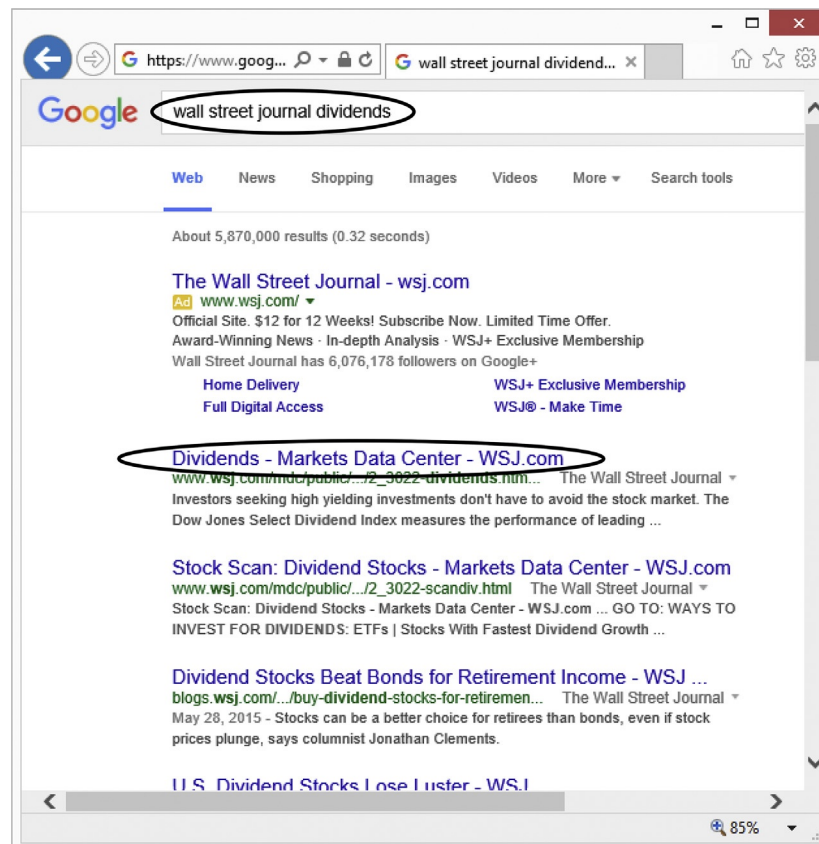 https://www.goog...
wall street journal dividend...
Google
wall street journal dividends
Web News Shopping Images Videos More Search tools
About 5,870,000 results (0.32 seconds)
The Wall Street Journal - wsj.com
Ad www.wsj.com/
Official Site. $12 for 12 Weeks! Subscribe Now. Limited Time Offer.
Award-Winning News · In-depth Analysis · WSJ+ Exclusive Membership
Wall Street Journal has 6,076,178 followers on Google+
Home Delivery WSJ+ Exclusive Membership
Full Digital Access WSJ® - Make Time
Dividends - Markets Data Center - WSJ.com
www.wsj.com/mdc/public/.../2_3022-dividends.htm... The Wall Street Journal
Investors seeking high yielding investments don't have to avoid the stock market. The
Dow Jones Select Dividend Index measures the performance of leading ...
Stock Scan: Dividend Stocks - Markets Data Center - WSJ.com
www.wsj.com/mdc/public/.../2_3022-scandiv.html The Wall Street Journal
Stock Scan: Dividend Stocks - Markets Data Center - WSJ.com ... GO TO: WAYS TO
INVEST FOR DIVIDENDS: ETFs | Stocks With Fastest Dividend Growth ...
Dividend Stocks Beat Bonds for Retirement Income - WSJ ...
blogs.wsj.com/.../buy-dividend-stocks-for-retiremen... The Wall Street Journal
May 28, 2015 - Stocks can be a better choice for retirees than bonds, even if stock
prices plunge, says columnist Jonathan Clements.
U.S. Dividend Stocks Lose Luster - WSJ
85%